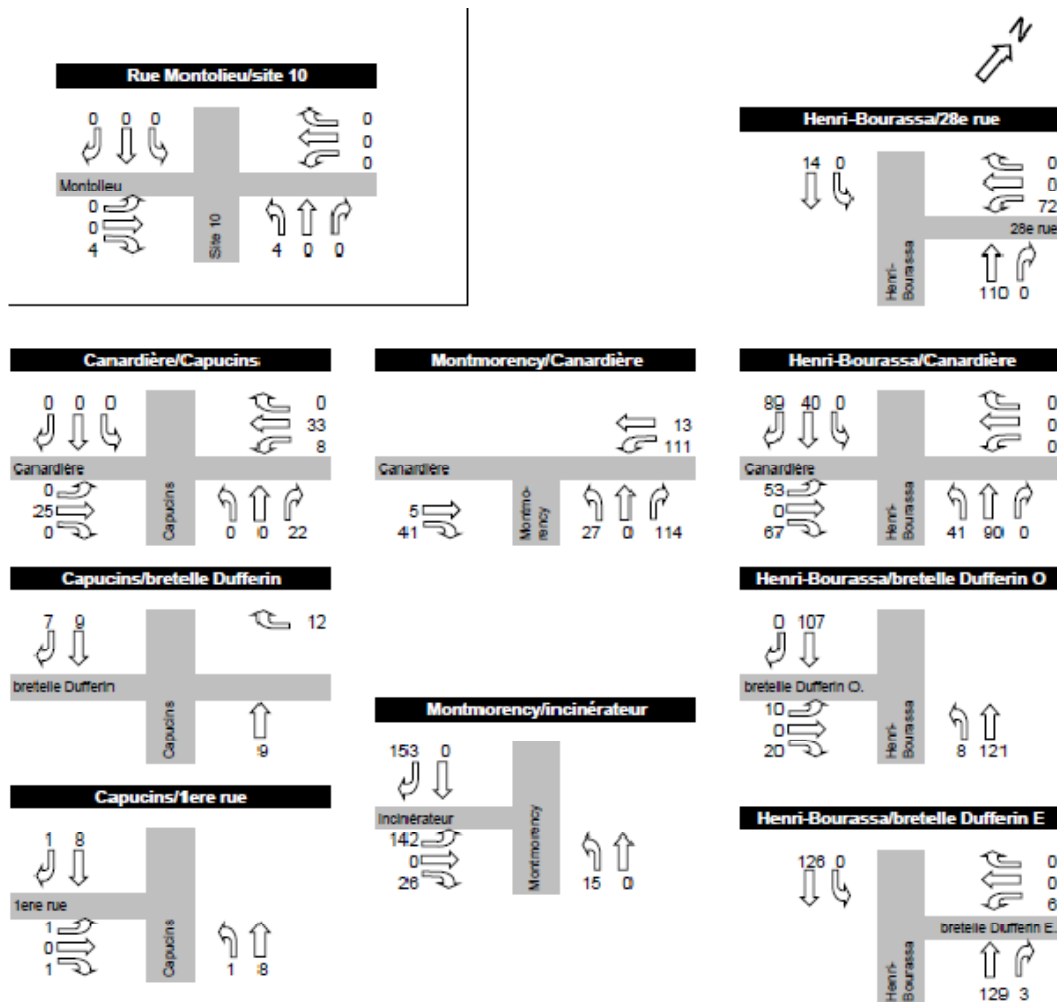 N
Rue Montolieu/site 10
0 0 0
0
0
0
Montolieu
0
0
4
Site 10
4 0 0
Henri-Bourassa/28e rue
14 0
0
0
72
28e rue
Henri-
Bourassa
110 0
Canardière/Capucins
0 0 0
0
33
8
Canardière
0
25
0
Capucins
0 0 22
Montmorency/Canardière
13
111
Canardière
5
41
Montmo-
rency
27 0 114
Henri-Bourassa/Canardière
89 40 0
0
0
0
Canardière
53
0
67
Henri-
Bourassa
41 90 0
Capucins/bretelle Dufferin
7 9
12
bretelle Dufferin
Capucins
9
Henri-Bourassa/bretelle Dufferin O
0 107
bretelle Dufferin O.
10
0
20
Henri-
Bourassa
8 121
Montmorency/incinérateur
153 0
Incinérateur
142
0
26
Montmorency
15 0
Capucins/1ere rue
1 8
1ere rue
1
0
1
Capucins
1 8
Henri-Bourassa/bretelle Dufferin E
126 0
0
0
6
bretelle Dufferin E.
Henri-
Bourassa
129 3